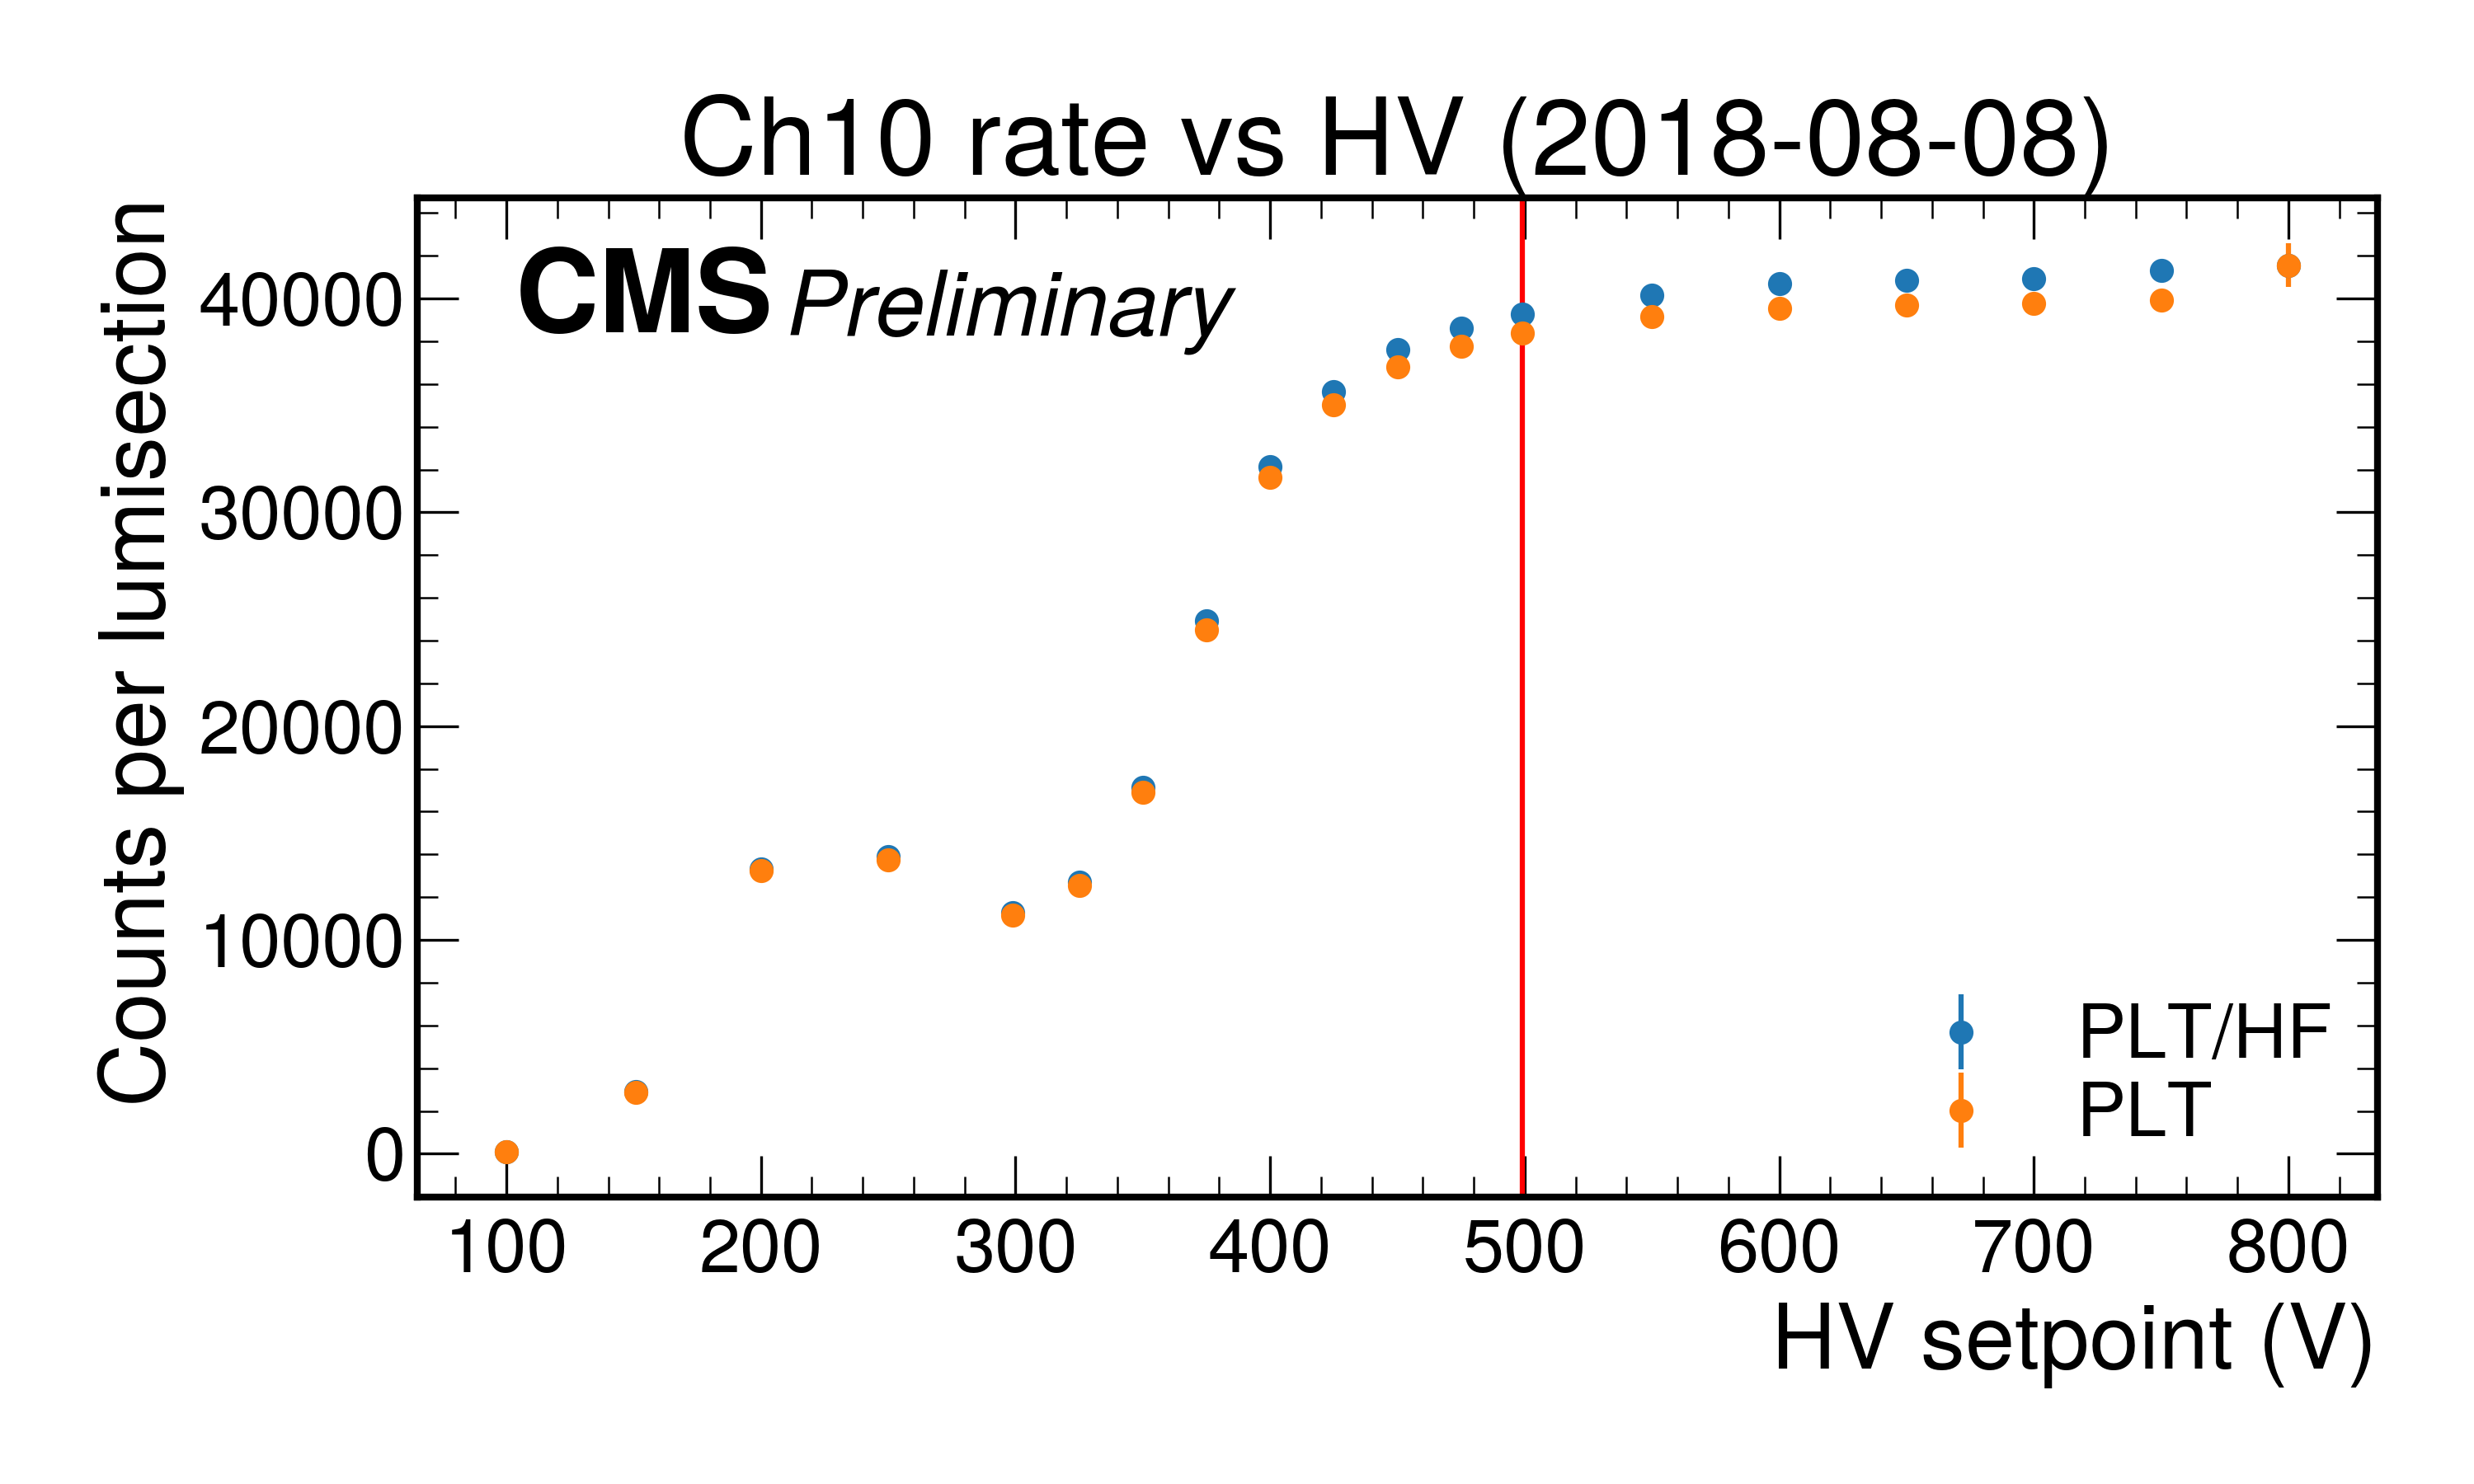 Ch10 rate vs HV (2018-08-08)
CMS Preliminary
Counts per lumisection
40000
30000
20000
10000
0
PLT/HF
PLT
100 200 300 400 500 600 700 800
HV setpoint (V)